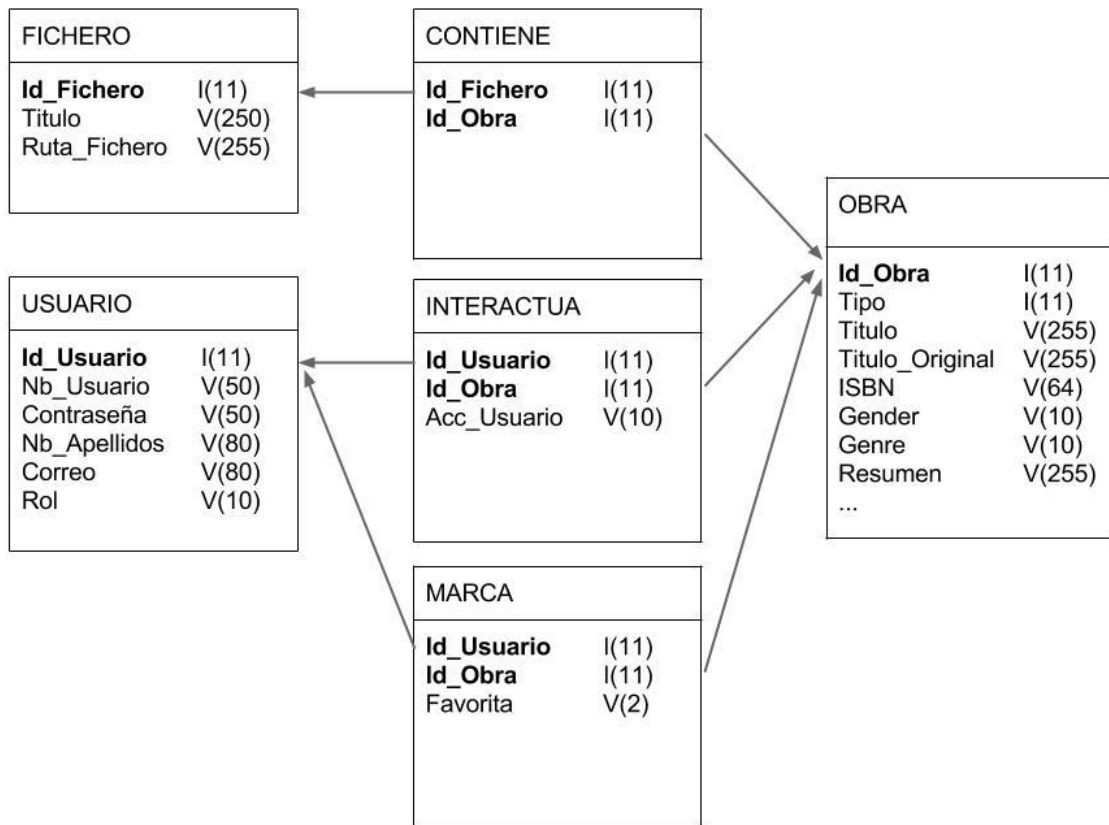 FICHERO
Id_Fichero I(11)
Titulo V(250)
Ruta_Fichero V(255)
CONTIENE
Id_Fichero I(11)
Id_Obra I(11)
OBRA
Id_Obra I(11)
Tipo I(11)
Titulo V(255)
Titulo_Original V(255)
ISBN V(64)
Gender V(10)
Genre V(10)
Resumen V(255)
...
USUARIO
Id_Usuario I(11)
Nb_Usuario V(50)
Contraseña V(50)
Nb_Apellidos V(80)
Correo V(80)
Rol V(10)
INTERACTUA
Id_Usuario I(11)
Id_Obra I(11)
Acc_Usuario V(10)
MARCA
Id_Usuario I(11)
Id_Obra I(11)
Favorita V(2)